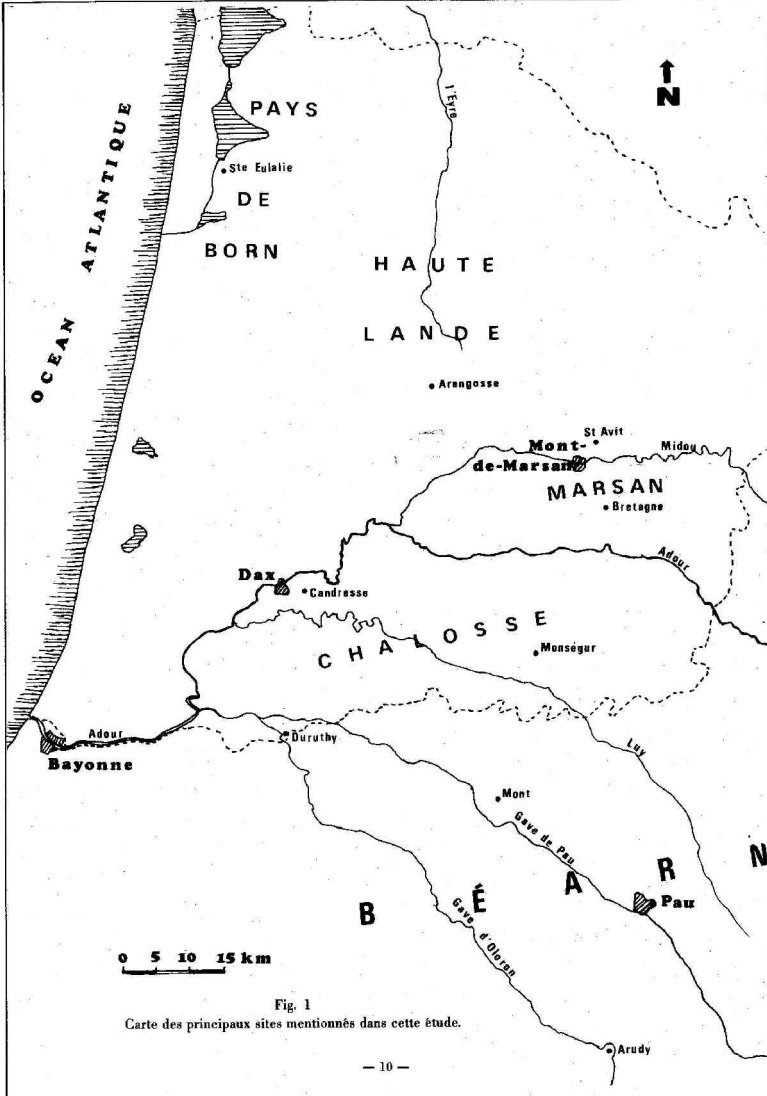 N
l'Eyre
PAYS
Ste Eulalie
DE
BORN
OCEAN ATLANTIQUE
HAUTE
LANDE
Arengosse
St Avit
Mont-
de-Marsan
Midou
MARSAN
Bretagne
Adour
Dax
Candresse
CHALOSSE
Monségur
Adour
Bayonne
Duruthy
Luy
Mont
Gave de Pau
BÉARN
Pau
Gave d'Oloron
0 5 10 15 km
Arudy
Fig. 1
Carte des principaux sites mentionnés dans cette étude.
— 10 —